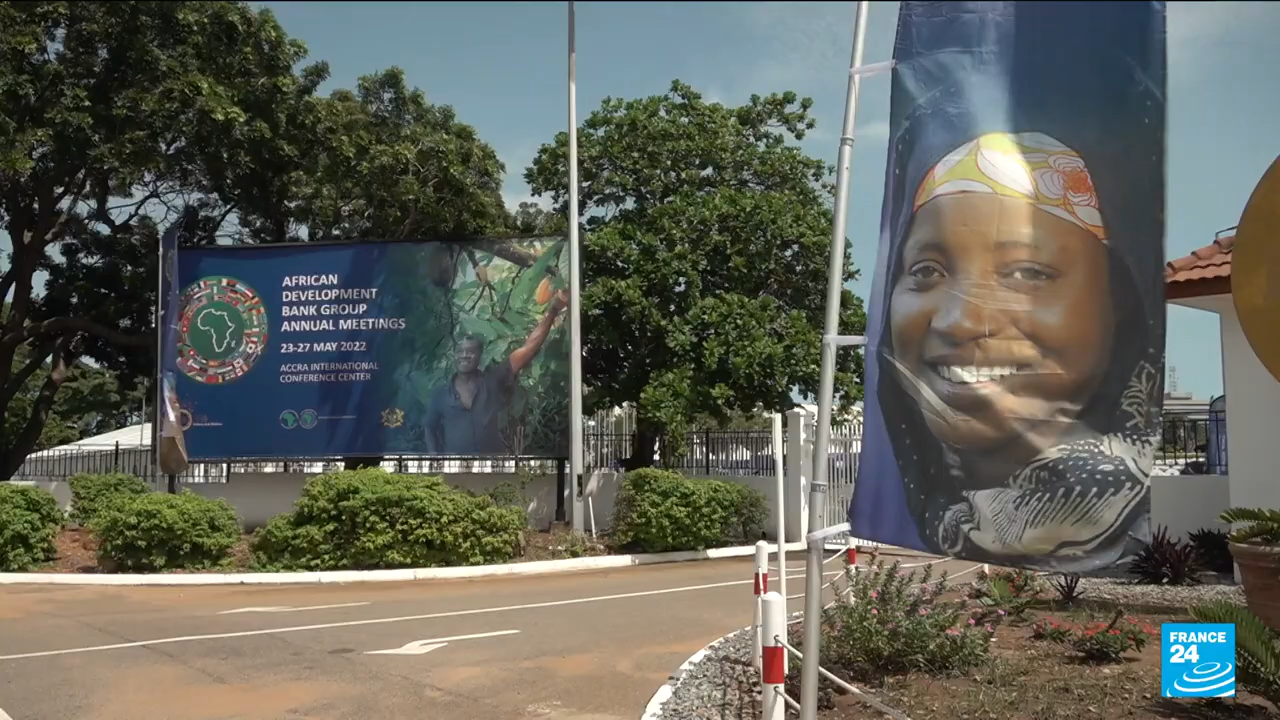 AFRICAN
DEVELOPMENT
BANK GROUP
ANNUAL MEETINGS
23-27 MAY 2022
ACCRA INTERNATIONAL
CONFERENCE CENTER
FRANCE
24